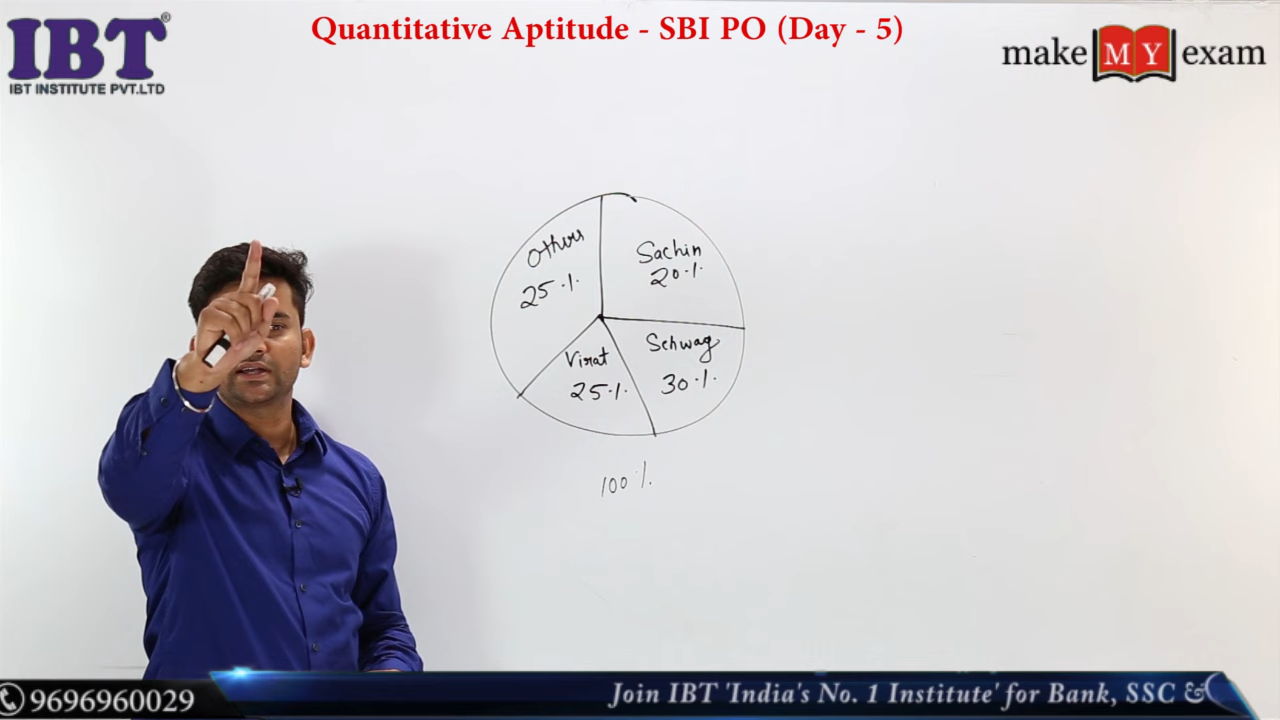 IBT®
IBT INSTITUTE PVT.LTD
Quantitative Aptitude - SBI PO (Day - 5)
make MY exam
Others
25%
Sachin
20%
Sehwag
30%
Virat
25%
100%
9696960029
Join IBT 'India's No. 1 Institute' for Bank, SSC &